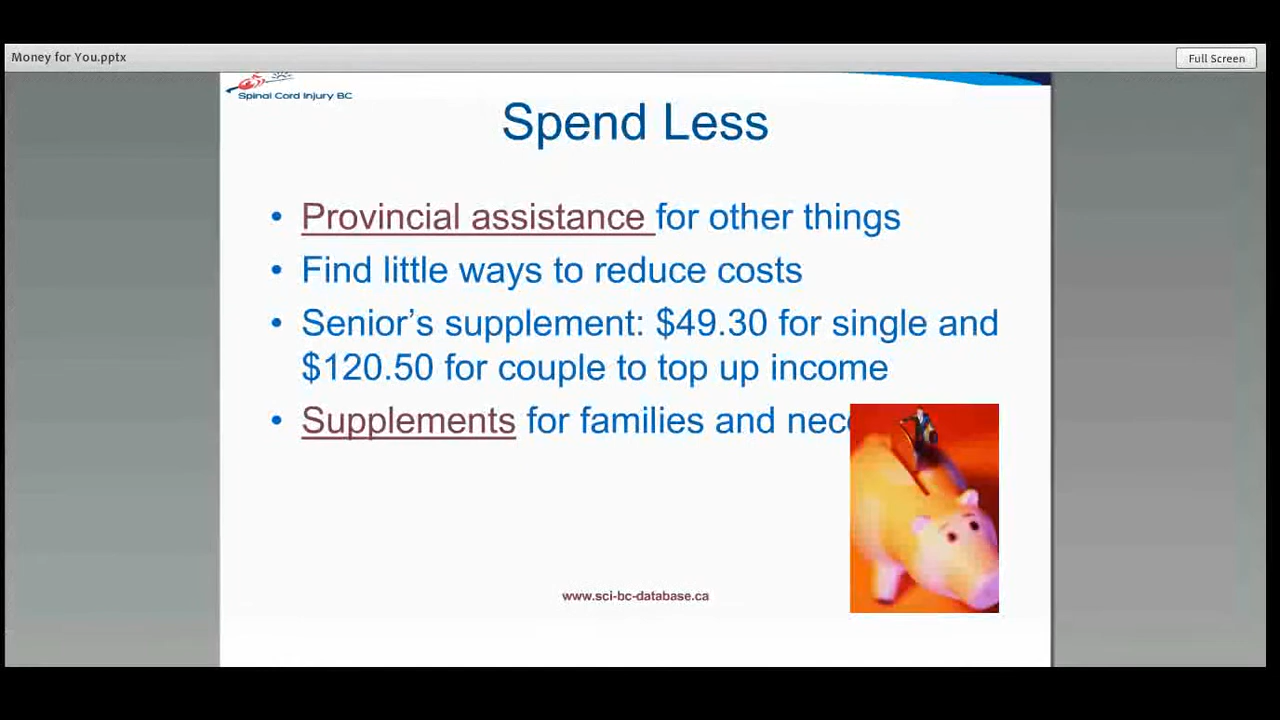 Money for You.pptx
Full Screen
Spinal Cord Injury BC
Spend Less
• Provincial assistance for other things
• Find little ways to reduce costs
• Senior’s supplement: $49.30 for single and
$120.50 for couple to top up income
• Supplements for families and
www.sci-bc-database.ca